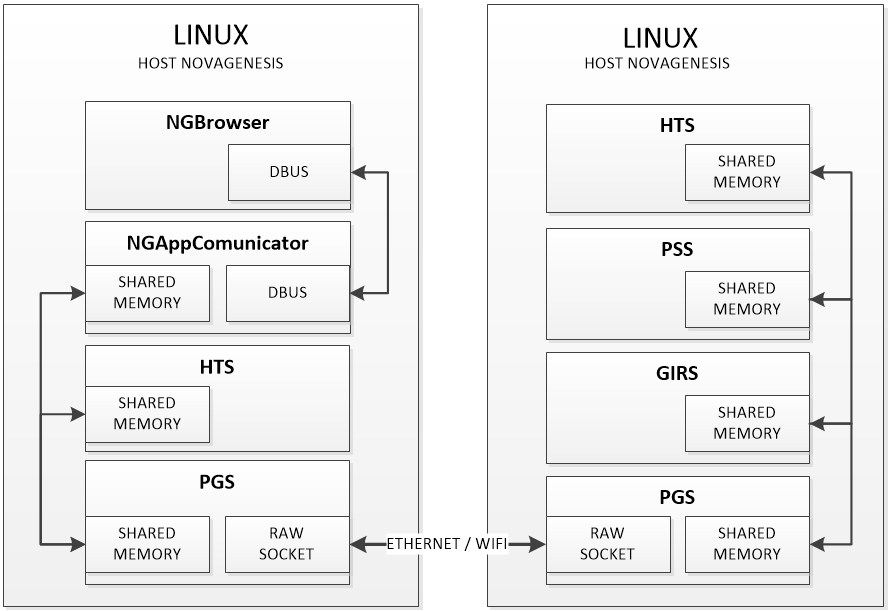 LINUX
HOST NOVAGENESIS
NGBrowser
DBUS
NGAppComunicator
SHARED
MEMORY
DBUS
HTS
SHARED
MEMORY
PGS
SHARED
MEMORY
RAW
SOCKET
ETHERNET / WIFI
LINUX
HOST NOVAGENESIS
HTS
SHARED
MEMORY
PSS
SHARED
MEMORY
GIRS
SHARED
MEMORY
PGS
RAW
SOCKET
SHARED
MEMORY